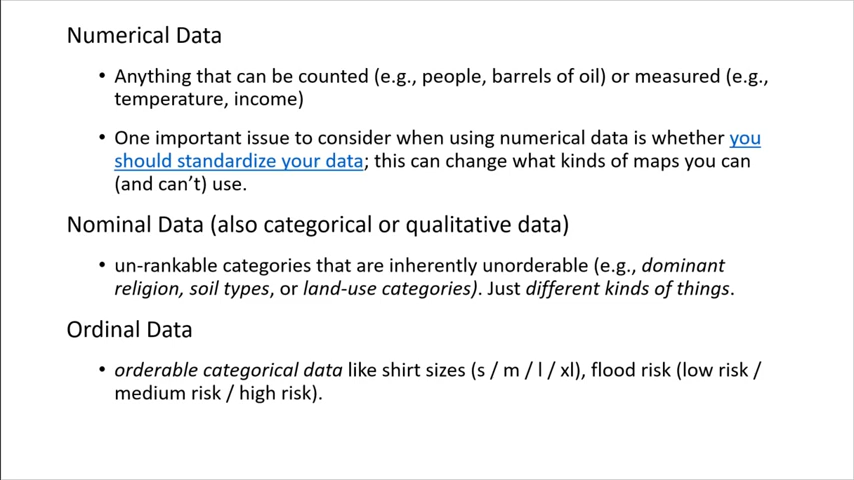 Numerical Data
• Anything that can be counted (e.g., people, barrels of oil) or measured (e.g.,
temperature, income)
• One important issue to consider when using numerical data is whether you
should standardize your data; this can change what kinds of maps you can
(and can’t) use.
Nominal Data (also categorical or qualitative data)
• un-rankable categories that are inherently unorderable (e.g., dominant
religion, soil types, or land-use categories). Just different kinds of things.
Ordinal Data
• orderable categorical data like shirt sizes (s / m / l / xl), flood risk (low risk /
medium risk / high risk).